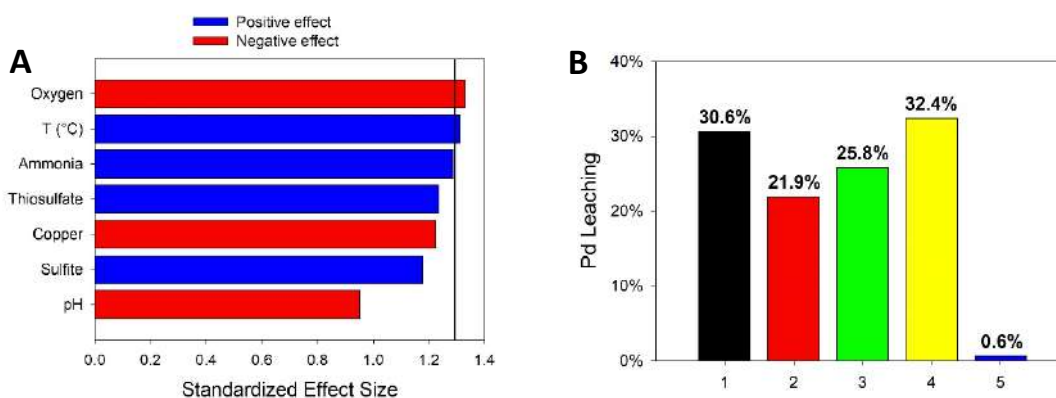 Positive effect
Negative effect
A
Oxygen
T (°C)
Ammonia
Thiosulfate
Copper
Sulfite
pH
0.0 0.2 0.4 0.6 0.8 1.0 1.2 1.4
Standardized Effect Size
B
40%
30%
20%
10%
0%
Pd Leaching
30.6%
21.9%
25.8%
32.4%
0.6%
1 2 3 4 5